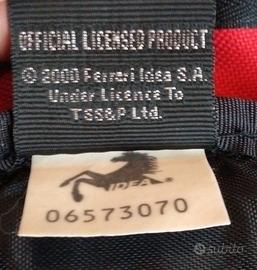 OFFICIAL LICENSED PRODUCT
© 2000 Ferrari Idea S.A.
Under Licence To
TSS&P Ltd.
IDEA
06573070
subito